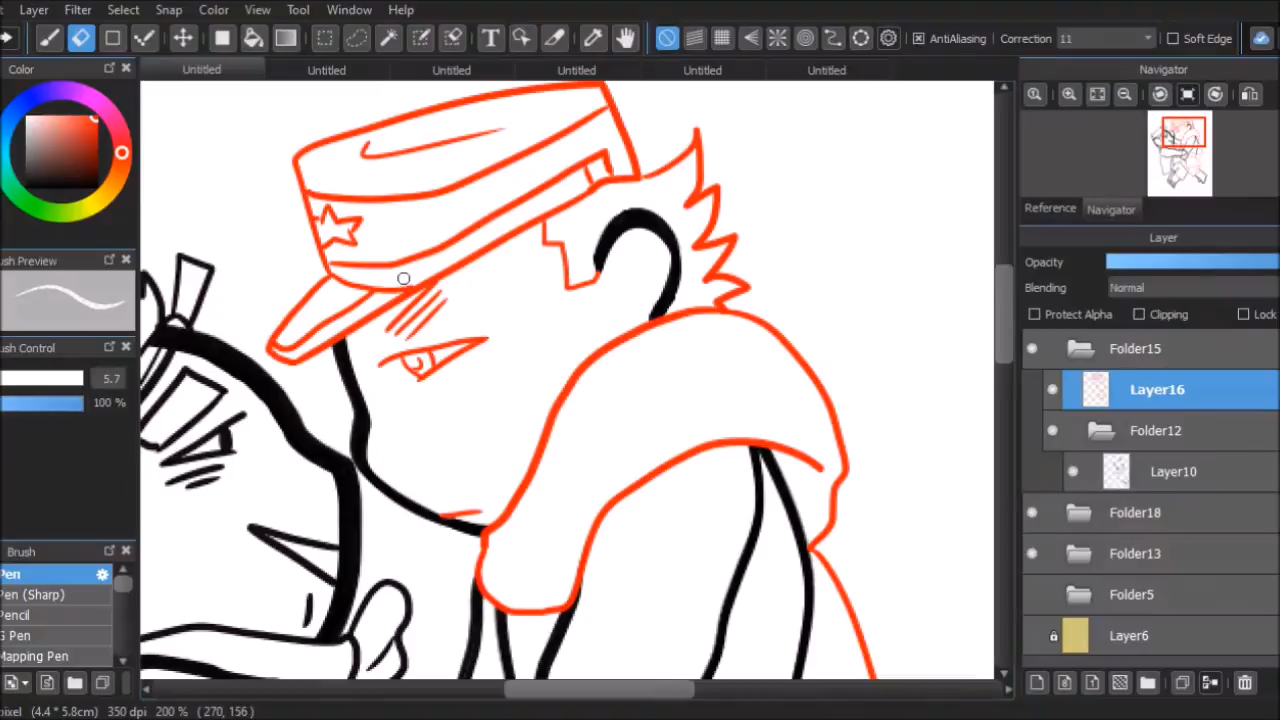 Layer Filter Select Snap Color View Tool Window Help
T AntiAliasing Correction 11 Soft Edge
Color Untitled Untitled Untitled Untitled Untitled Untitled Navigator
Reference Navigator
Layer
Opacity
Blending Normal
Protect Alpha Clipping Lock
Folder15
Layer16
Folder12
Layer10
Folder18
Folder13
Folder5
Layer6
ush Preview
ush Control
5.7
100 %
Brush
Pen
Pen (Sharp)
Pencil
G Pen
Mapping Pen
pixel (4.4 * 5.8cm) 350 dpi 200 % ( 270, 156 )